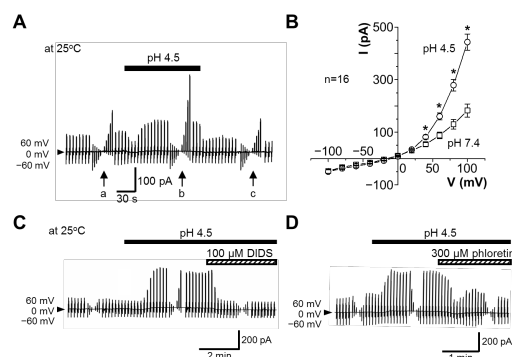 A
at 25°C
pH 4.5
60 mV
0 mV
−60 mV
100 pA
30 s
a
b
c
B
I (pA)
500
pH 4.5
n=16
300
100
pH 7.4
−100
−50
50
100
V (mV)
−100
C
at 25°C
pH 4.5
100 µM DIDS
60 mV
0 mV
−60 mV
200 pA
2 min
D
pH 4.5
300 µM phloretin
60 mV
0 mV
−60 mV
200 pA
1 min